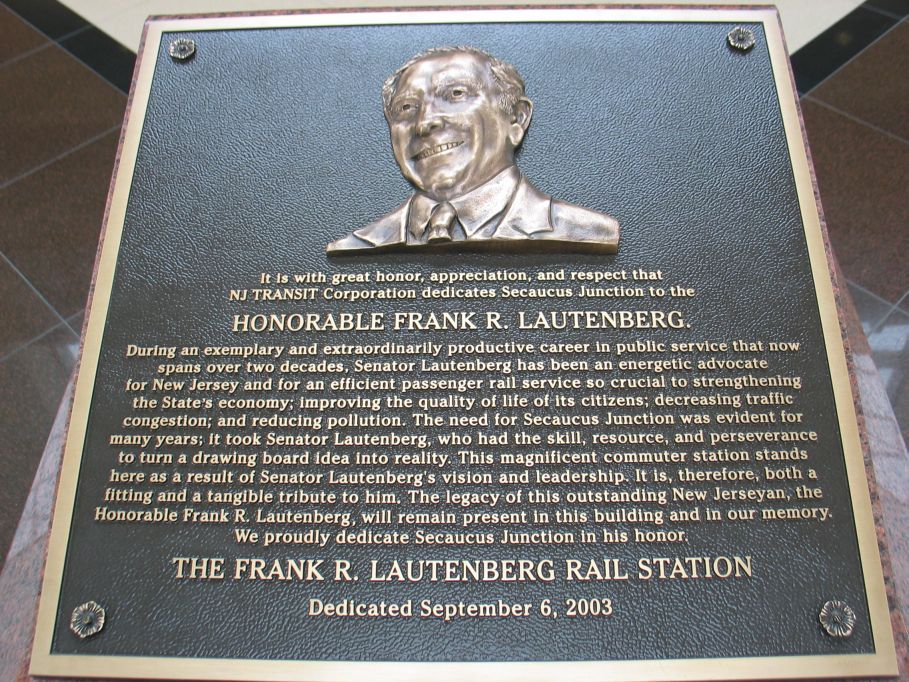 It is with great honor, appreciation, and respect that
NJ TRANSIT Corporation dedicates Secaucus Junction to the
HONORABLE FRANK R. LAUTENBERG.
During an exemplary and extraordinarily productive career in public service that now
spans over two decades, Senator Lautenberg has been an energetic advocate
for New Jersey and for an efficient passenger rail service so crucial to strengthening
the State's economy; improving the quality of life of its citizens; decreasing traffic
congestion; and reducing pollution. The need for Secaucus Junction was evident for
many years; it took Senator Lautenberg, who had the skill, resource, and perseverance
to turn a drawing board idea into reality. This magnificent commuter station stands
here as a result of Senator Lautenberg's vision and leadership. It is, therefore, both a
fitting and a tangible tribute to him. The legacy of this outstanding New Jerseyan, the
Honorable Frank R. Lautenberg, will remain present in this building and in our memory.
We proudly dedicate Secaucus Junction in his honor.
THE FRANK R. LAUTENBERG RAIL STATION
Dedicated September 6, 2003